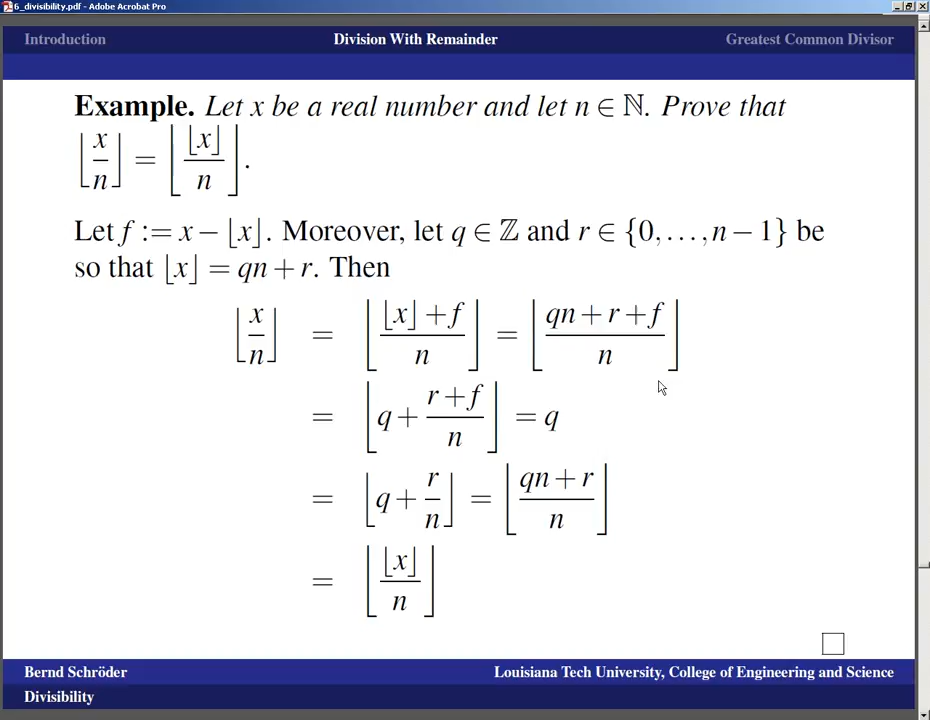 6_divisibility.pdf - Adobe Acrobat Pro
Introduction Division With Remainder Greatest Common Divisor
Example. Let x be a real number and let n ∈ ℕ. Prove that
⌊x/n⌋ = ⌊⌊x⌋/n⌋.
Let f := x − ⌊x⌋. Moreover, let q ∈ ℤ and r ∈ {0,…,n − 1} be
so that ⌊x⌋ = qn + r. Then
⌊x/n⌋ = ⌊(⌊x⌋ + f)/n⌋ = ⌊(qn + r + f)/n⌋
= ⌊q + (r + f)/n⌋ = q
= ⌊q + r/n⌋ = ⌊(qn + r)/n⌋
= ⌊⌊x⌋/n⌋
□
Bernd Schröder Louisiana Tech University, College of Engineering and Science
Divisibility